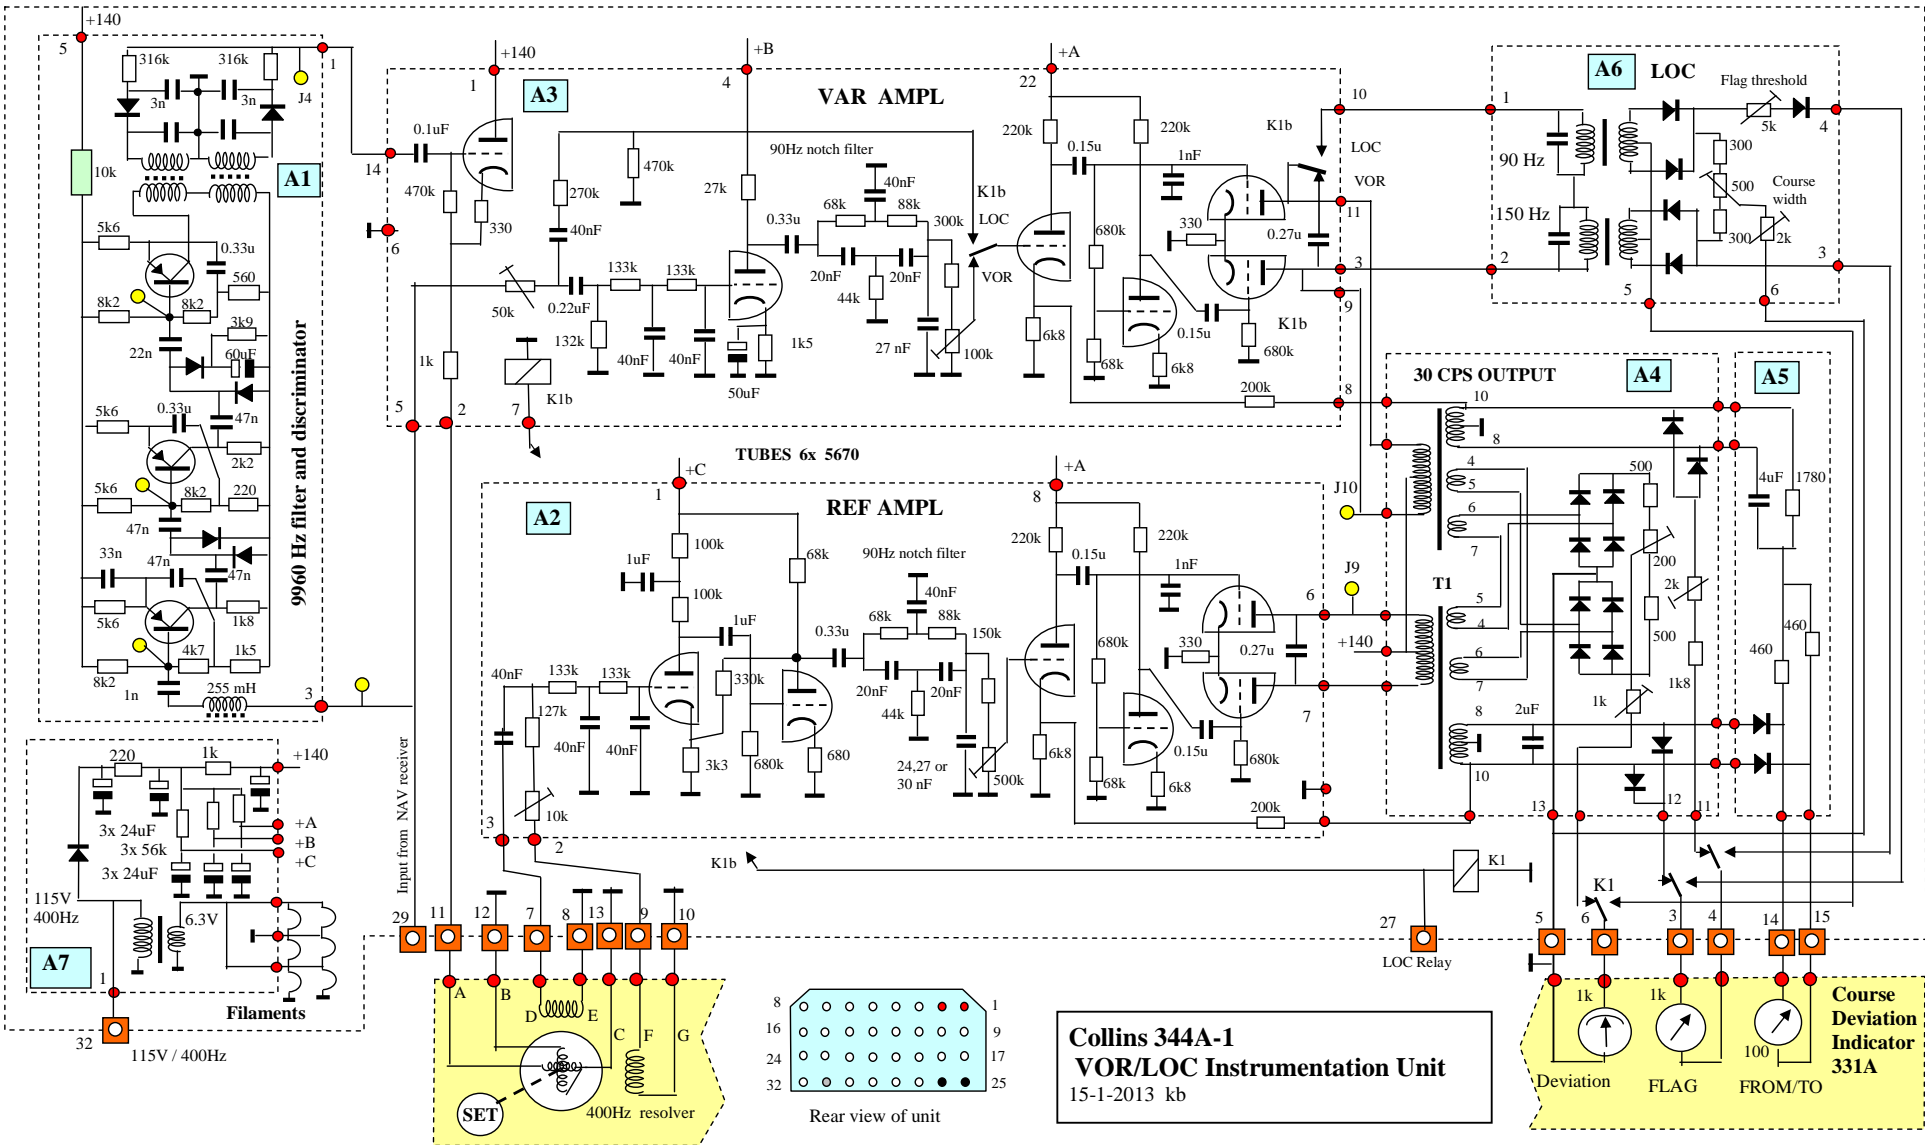 +140
5
316k
316k
3n
3n
J4
1
10k
A1
5k6
0.33u
560
8k2
8k2
3k9
22n
60uF
5k6
0.33u
47n
2k2
5k6
8k2
220
47n
33n
47n
47n
5k6
1k8
4k7
1k5
8k2
1n
255 mH
3
9960 Hz filter and discriminator
+140
1
A3
+B
4
VAR AMPL
+A
22
10
14
0.1uF
470k
330
6
270k
470k
40nF
27k
90Hz notch filter
40nF
68k
88k
0.33u
20nF
20nF
44k
300k
27 nF
100k
K1b
LOC
VOR
50k
0.22uF
133k
133k
132k
40nF
40nF
1k5
50uF
1k
K1b
5
2
7
220k
0.15u
220k
1nF
680k
330
0.27u
6k8
68k
6k8
0.15u
680k
K1b
200k
K1b
LOC
VOR
11
3
9
8
A6
LOC
Flag threshold
5k
4
1
90 Hz
150 Hz
2
300
500
300
Course
width
2k
3
5
6
TUBES 6x 5670
+C
1
A2
REF AMPL
+A
8
100k
1uF
100k
68k
1uF
330k
0.33u
90Hz notch filter
40nF
68k
88k
150k
20nF
20nF
44k
24,27 or
30 nF
500k
40nF
133k
133k
127k
40nF
40nF
3k3
680k
680
10k
3
2
220k
0.15u
220k
1nF
680k
330
0.27u
6k8
68k
6k8
0.15u
680k
200k
6
7
J10
J9
+140
30 CPS OUTPUT
A4
A5
10
8
4
5
6
7
T1
5
4
6
7
8
10
500
200
500
2k
1k
1k8
2uF
4uF
1780
460
460
13
12
11
220
1k
+140
3x 24uF
3x 56k
3x 24uF
+A
+B
+C
115V
400Hz
6.3V
A7
1
Filaments
32
115V / 400Hz
Input from NAV receiver
29
11
12
7
8
13
9
10
K1b
K1
27
LOC Relay
K1
5
6
3
4
14
15
A
B
D
E
C
F
G
SET
400Hz resolver
8
1
16
9
24
17
32
25
Rear view of unit
Collins 344A-1
VOR/LOC Instrumentation Unit
15-1-2013 kb
1k
1k
100
Deviation
FLAG
FROM/TO
Course
Deviation
Indicator
331A